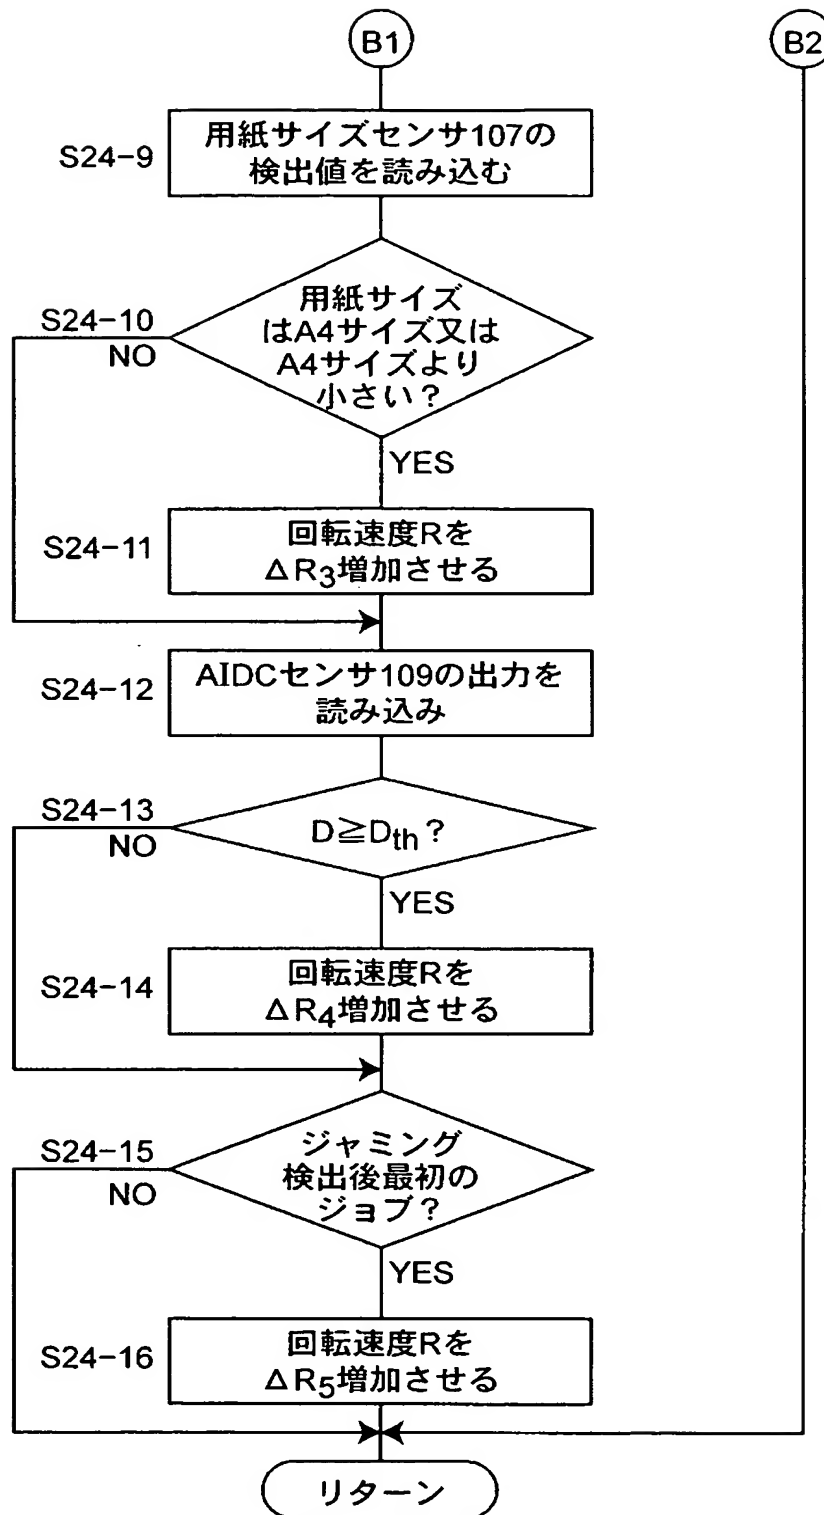 B1
B2
S24-9
用紙サイズセンサ107の
検出値を読み込む
S24-10
NO
用紙サイズ
はA4サイズ又は
A4サイズより
小さい？
YES
S24-11
回転速度Rを
ΔR3増加させる
S24-12
AIDCセンサ109の出力を
読み込み
S24-13
NO
D≧Dth？
YES
S24-14
回転速度Rを
ΔR4増加させる
S24-15
NO
ジャミング
検出後最初の
ジョブ？
YES
S24-16
回転速度Rを
ΔR5増加させる
リターン